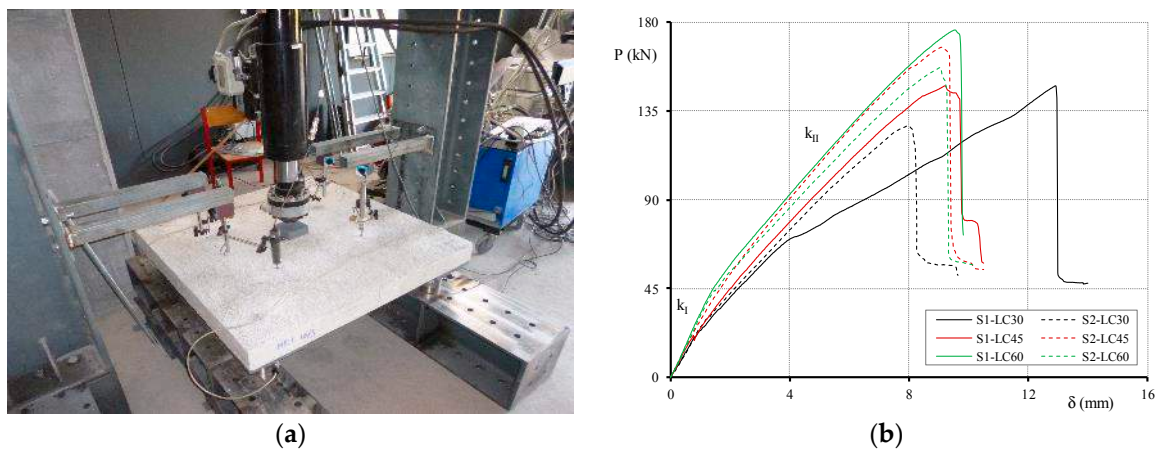 180
P (kN)
135
k_II
90
45
k_I
S1-LC30 S2-LC30
S1-LC45 S2-LC45
S1-LC60 S2-LC60
0
0 4 8 12 16
δ (mm)
(a) (b)